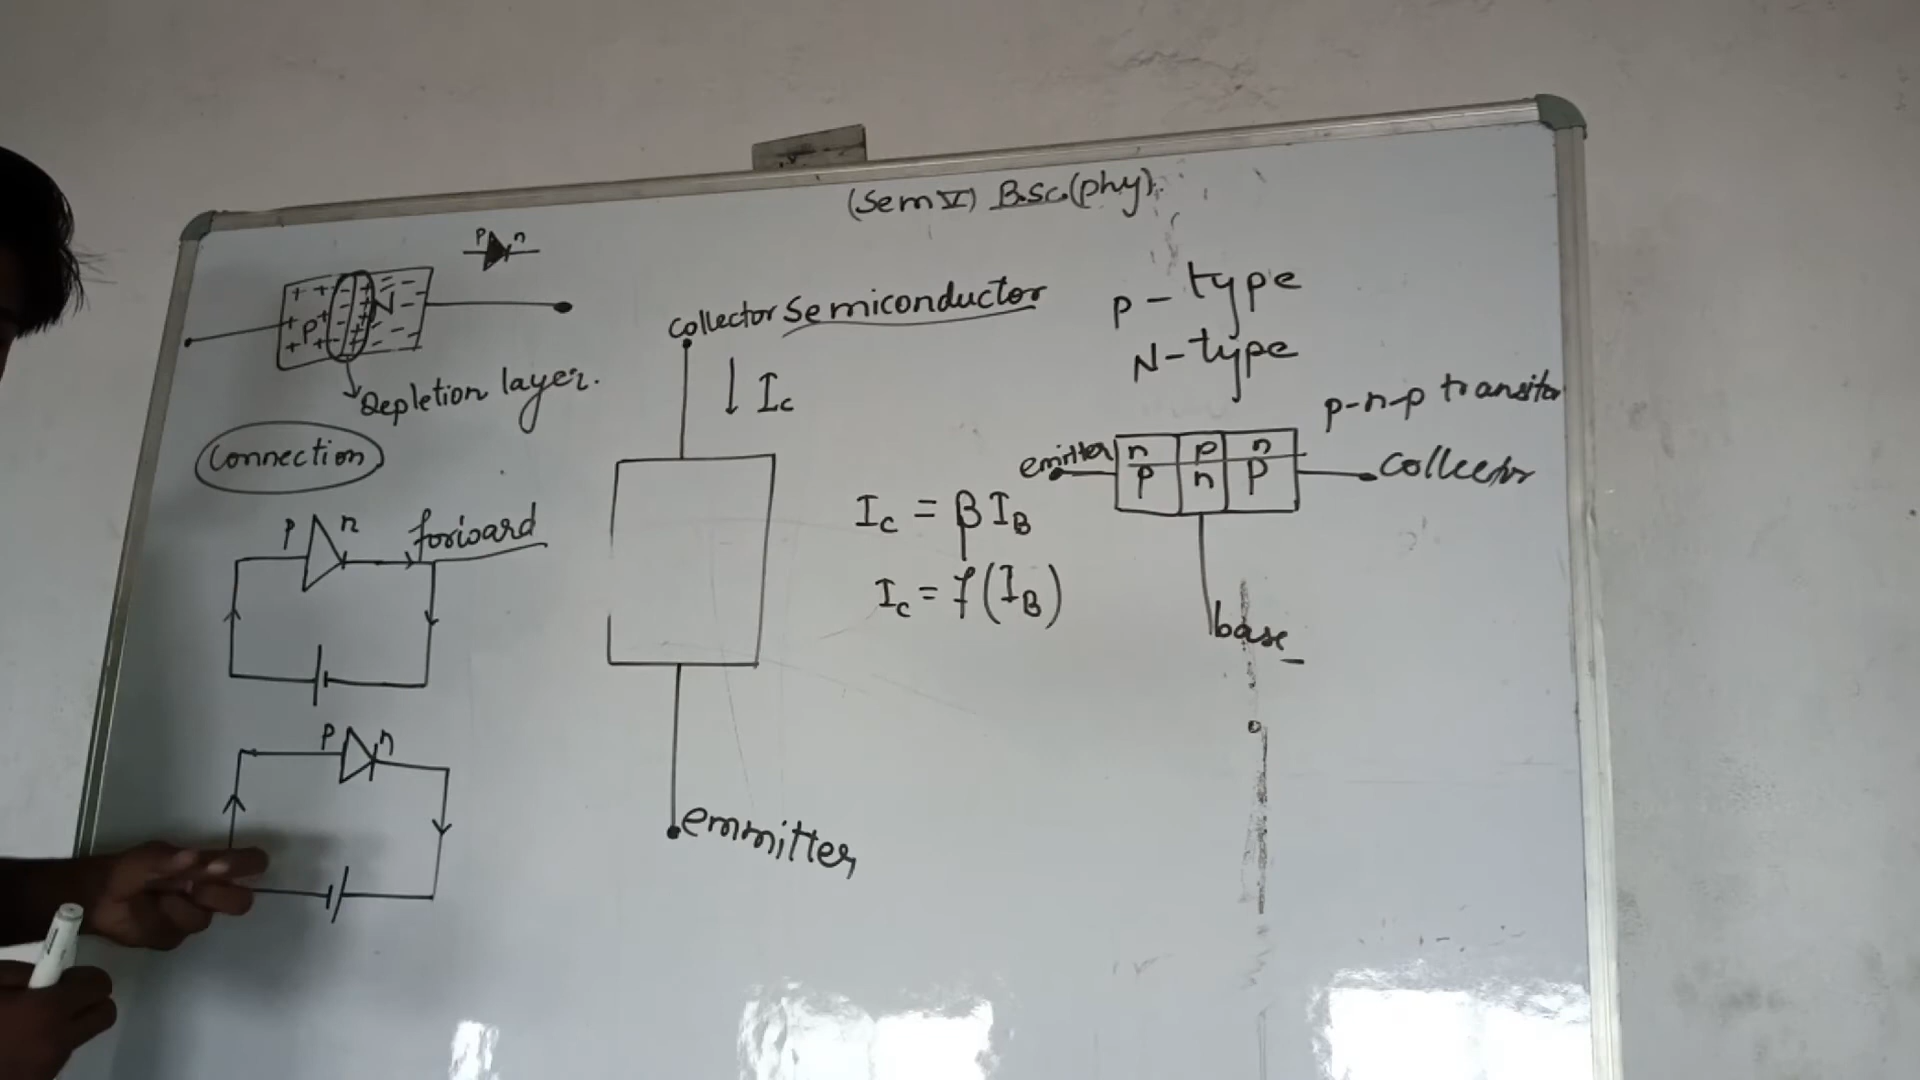 (Sem V) B.Sc.(phy).
p n
+ + - + - -
P N
Depletion layer.
Connection
p n forward
p n
collector
Ic
emmitter
Semiconductor
P-type
N-type
Ic = β IB
Ic = f(IB)
p-n-p transitor
emitter n p n
p n p collector
base